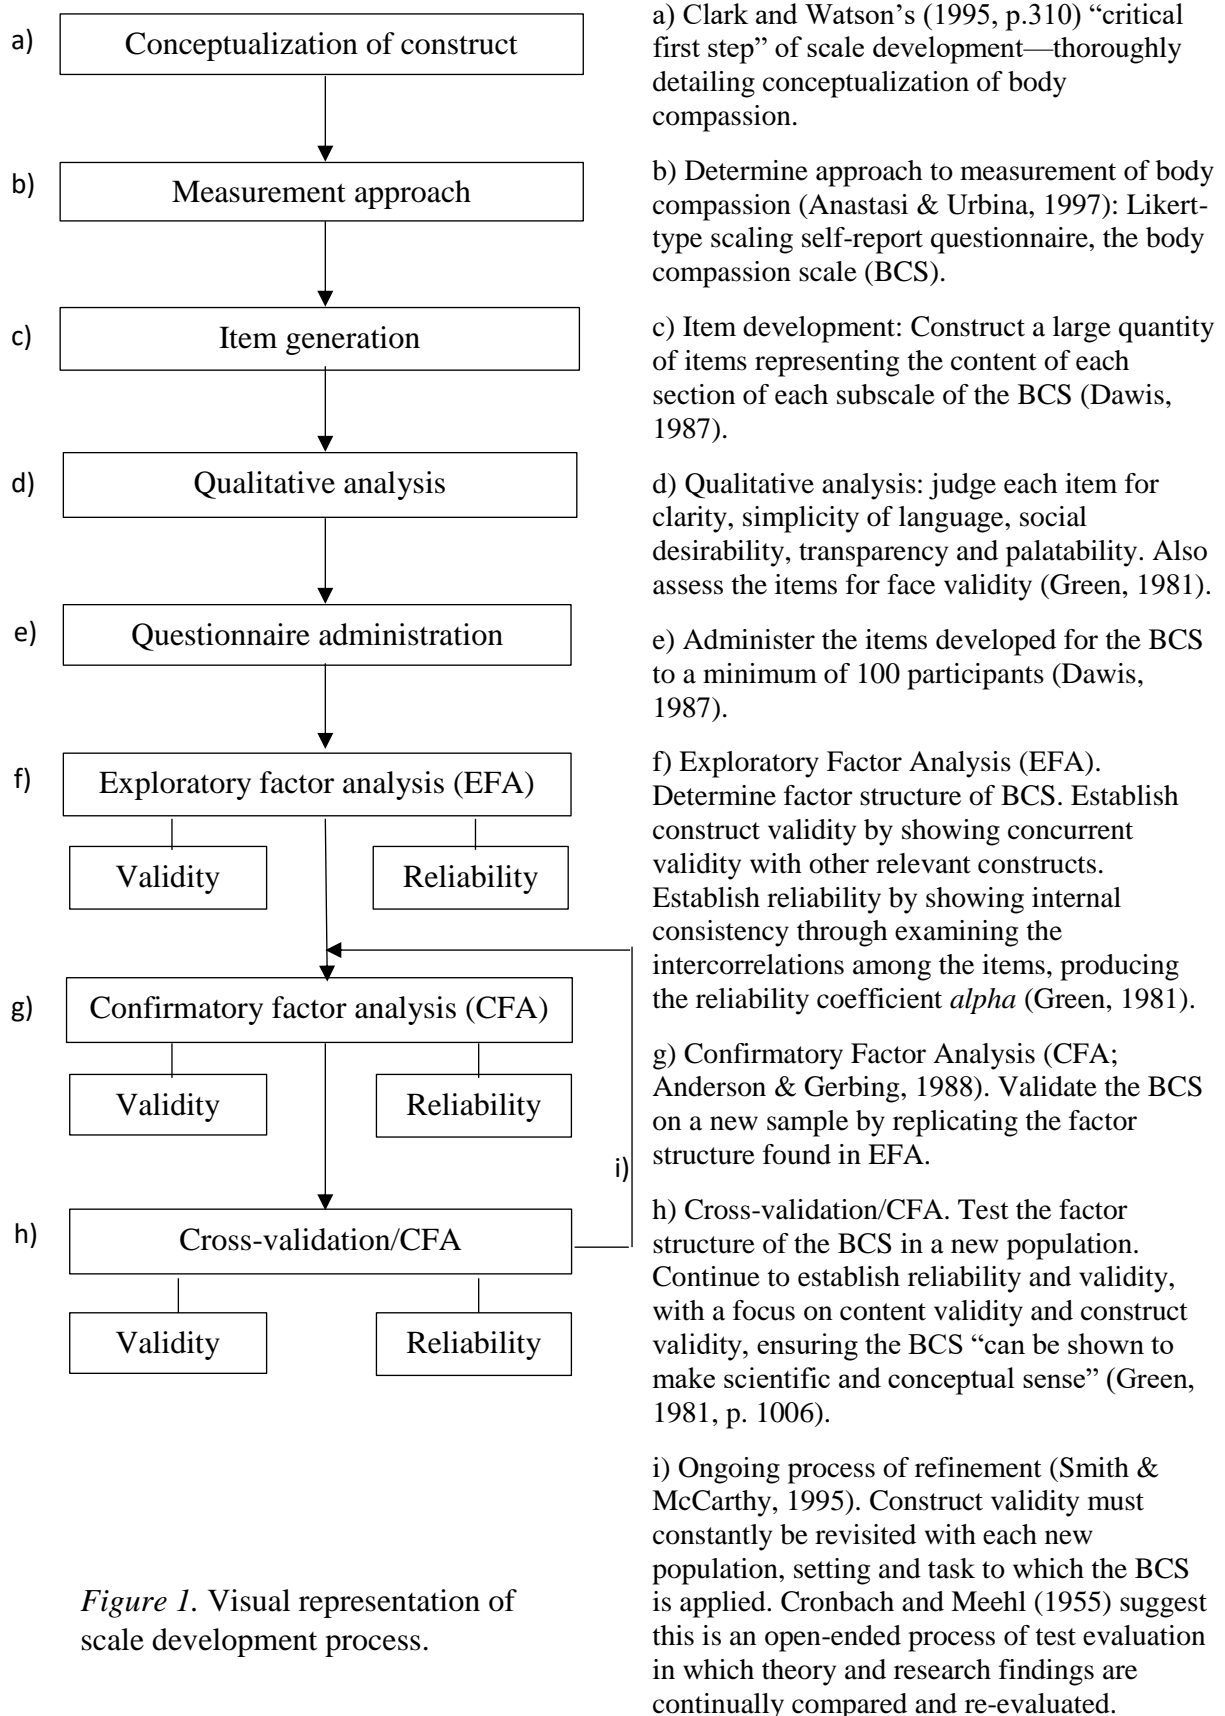 a)
Conceptualization of construct
b)
Measurement approach
c)
Item generation
d)
Qualitative analysis
e)
Questionnaire administration
f)
Exploratory factor analysis (EFA)
Validity
Reliability
g)
Confirmatory factor analysis (CFA)
Validity
Reliability
i)
h)
Cross-validation/CFA
Validity
Reliability
Figure 1. Visual representation of
scale development process.
a) Clark and Watson’s (1995, p.310) “critical
first step” of scale development—thoroughly
detailing conceptualization of body
compassion.
b) Determine approach to measurement of body
compassion (Anastasi & Urbina, 1997): Likert-
type scaling self-report questionnaire, the body
compassion scale (BCS).
c) Item development: Construct a large quantity
of items representing the content of each
section of each subscale of the BCS (Dawis,
1987).
d) Qualitative analysis: judge each item for
clarity, simplicity of language, social
desirability, transparency and palatability. Also
assess the items for face validity (Green, 1981).
e) Administer the items developed for the BCS
to a minimum of 100 participants (Dawis,
1987).
f) Exploratory Factor Analysis (EFA).
Determine factor structure of BCS. Establish
construct validity by showing concurrent
validity with other relevant constructs.
Establish reliability by showing internal
consistency through examining the
intercorrelations among the items, producing
the reliability coefficient alpha (Green, 1981).
g) Confirmatory Factor Analysis (CFA;
Anderson & Gerbing, 1988). Validate the BCS
on a new sample by replicating the factor
structure found in EFA.
h) Cross-validation/CFA. Test the factor
structure of the BCS in a new population.
Continue to establish reliability and validity,
with a focus on content validity and construct
validity, ensuring the BCS “can be shown to
make scientific and conceptual sense” (Green,
1981, p. 1006).
i) Ongoing process of refinement (Smith &
McCarthy, 1995). Construct validity must
constantly be revisited with each new
population, setting and task to which the BCS
is applied. Cronbach and Meehl (1955) suggest
this is an open-ended process of test evaluation
in which theory and research findings are
continually compared and re-evaluated.